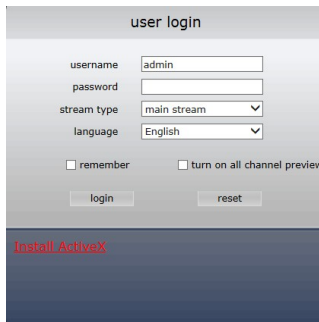 user login
username admin
password
stream type main stream
language English
remember turn on all channel preview
login reset
Install ActiveX